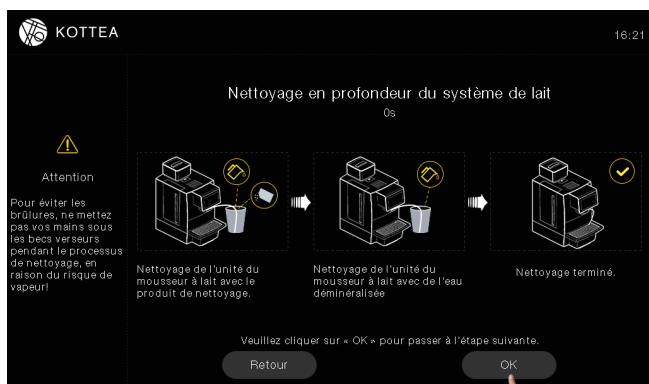 KOTTEA
16:21
Nettoyage en profondeur du système de lait
0s
Attention
Pour éviter les
brûlures, ne mettez
pas vos mains sous
les becs verseurs
pendant le processus
de nettoyage, en
raison du risque de
vapeur!
Nettoyage de l'unité du
mousseur à lait avec le
produit de nettoyage.
Nettoyage de l'unité du
mousseur à lait avec de l'eau
déminéralisée
Nettoyage terminé.
Veuillez cliquer sur « OK » pour passer à l'étape suivante.
Retour
OK